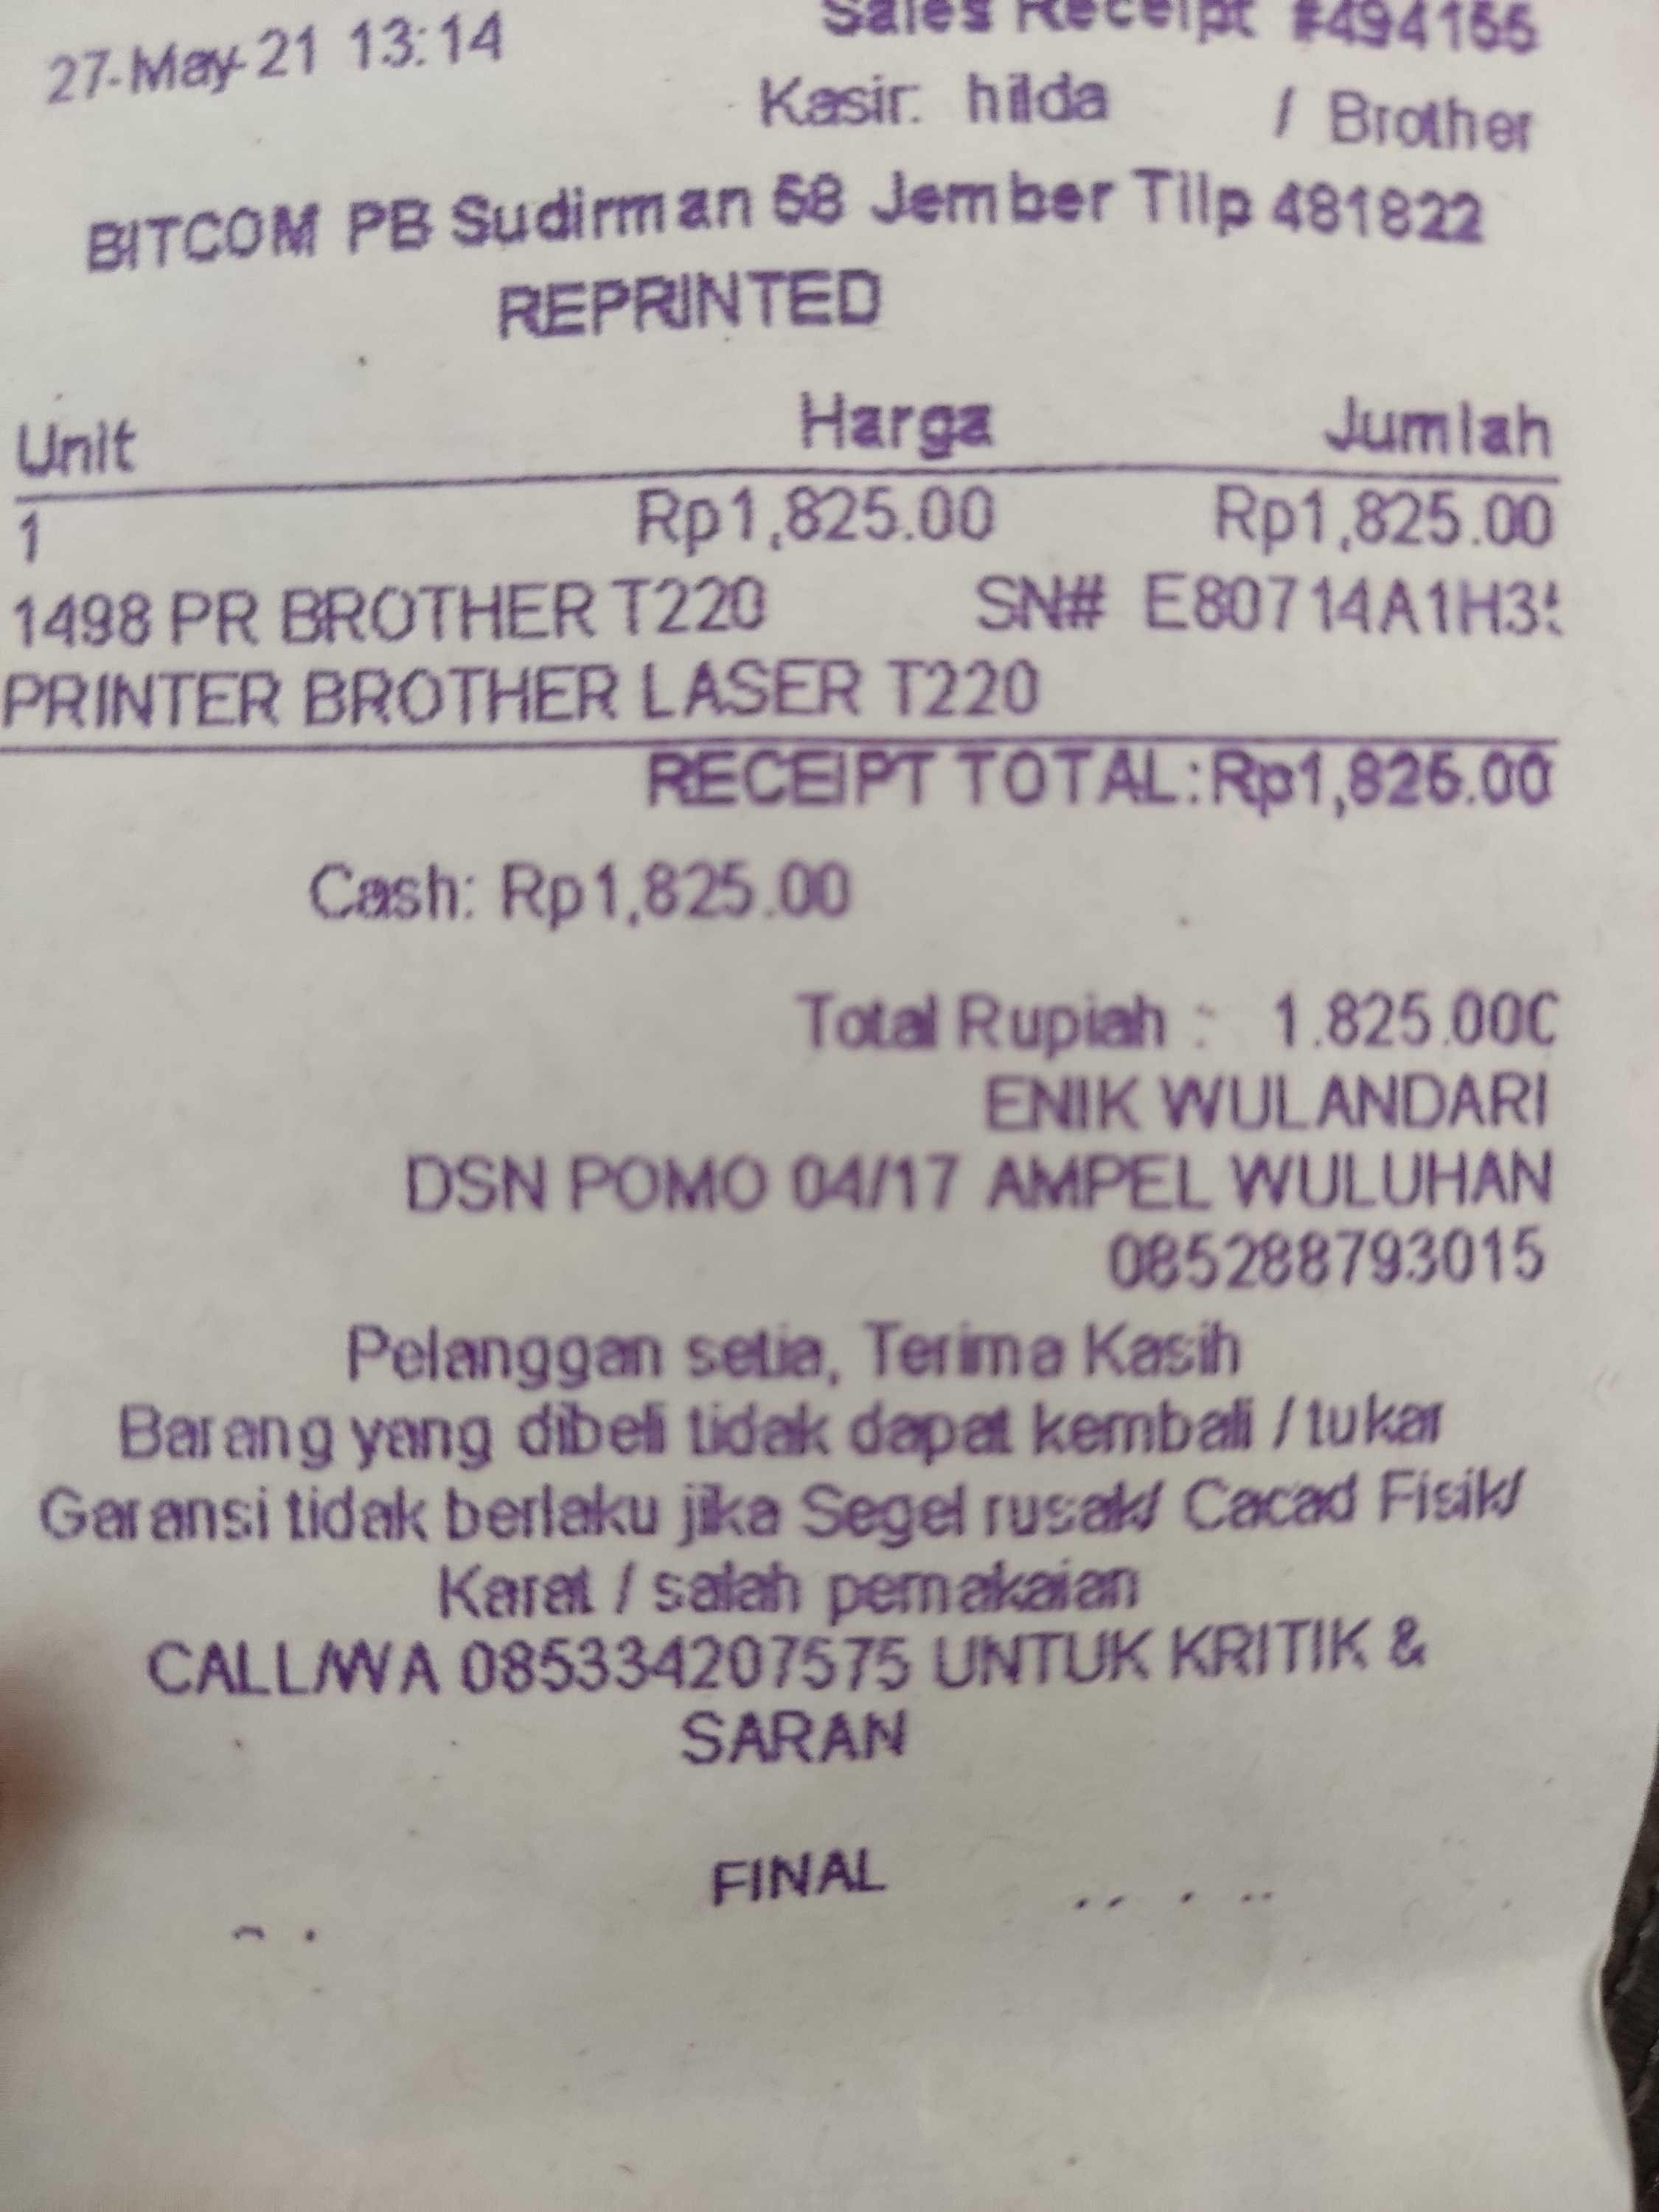 27-May-21 13:14
Sales Receipt #494155
Kasir: hilda / Brother
BITCOM PB Sudirman 58 Jember Tilp 481822
REPRINTED
Unit Harga Jumlah
1 Rp1,825.00 Rp1,825.00
1498 PR BROTHER T220 SN# E80714A1H3
PRINTER BROTHER LASER T220
RECEIPT TOTAL: Rp1,825.00
Cash: Rp1,825.00
Total Rupiah : 1.825.000
ENIK WULANDARI
DSN POMO 04/17 AMPEL WULUHAN
085288793015
Pelanggan setia, Terima Kasih
Barang yang dibeli tidak dapat kembali / tukar
Garansi tidak berlaku jika Segel rusak/ Cacad Fisik/
Karat / salah pemakaian
CALL/WA 085334207575 UNTUK KRITIK &
SARAN
FINAL